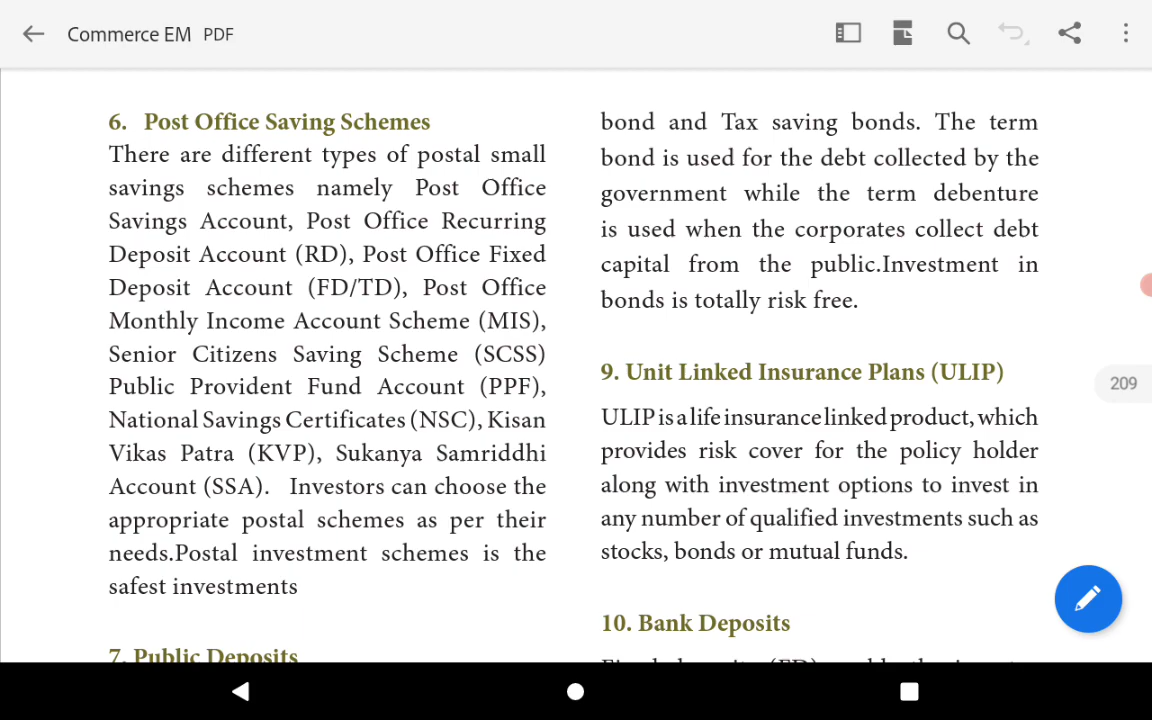 Commerce EM PDF
6. Post Office Saving Schemes
There are different types of postal small
savings schemes namely Post Office
Savings Account, Post Office Recurring
Deposit Account (RD), Post Office Fixed
Deposit Account (FD/TD), Post Office
Monthly Income Account Scheme (MIS),
Senior Citizens Saving Scheme (SCSS)
Public Provident Fund Account (PPF),
National Savings Certificates (NSC), Kisan
Vikas Patra (KVP), Sukanya Samriddhi
Account (SSA). Investors can choose the
appropriate postal schemes as per their
needs.Postal investment schemes is the
safest investments
7. Public Deposits
bond and Tax saving bonds. The term
bond is used for the debt collected by the
government while the term debenture
is used when the corporates collect debt
capital from the public.Investment in
bonds is totally risk free.
9. Unit Linked Insurance Plans (ULIP)
ULIP is a life insurance linked product, which
provides risk cover for the policy holder
along with investment options to invest in
any number of qualified investments such as
stocks, bonds or mutual funds.
10. Bank Deposits
209